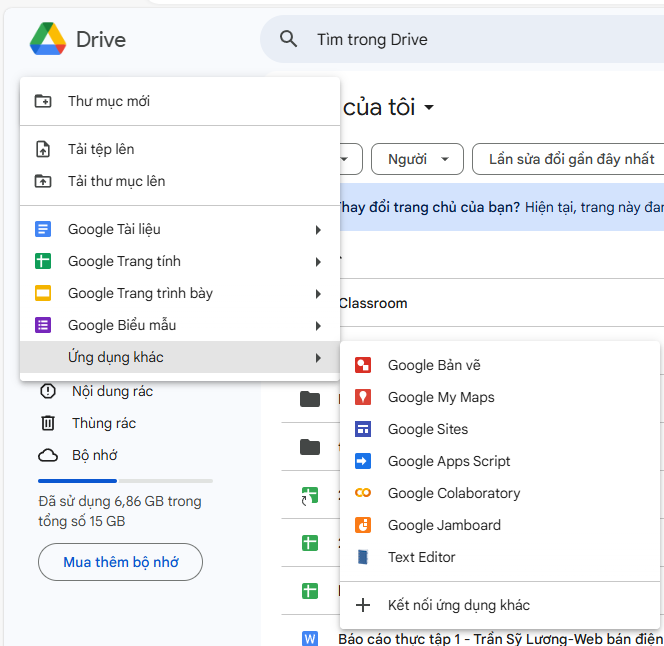 Drive
Tìm trong Drive
Thư mục mới
của tôi
Tải tệp lên
Người
Lần sửa đổi gần đây nhất
Tải thư mục lên
hay đổi trang chủ của bạn? Hiện tại, trang này đan
Google Tài liệu
Google Trang tính
Google Trang trình bày
Classroom
Google Biểu mẫu
Ứng dụng khác
Google Bản vẽ
Nội dung rác
Google My Maps
Thùng rác
Google Sites
Bộ nhớ
Google Apps Script
Google Colaboratory
Đã sử dụng 6,86 GB trong
tổng số 15 GB
Google Jamboard
Mua thêm bộ nhớ
Text Editor
Kết nối ứng dụng khác
Báo cáo thực tập 1 - Trần Sỹ Lương-Web bán điện